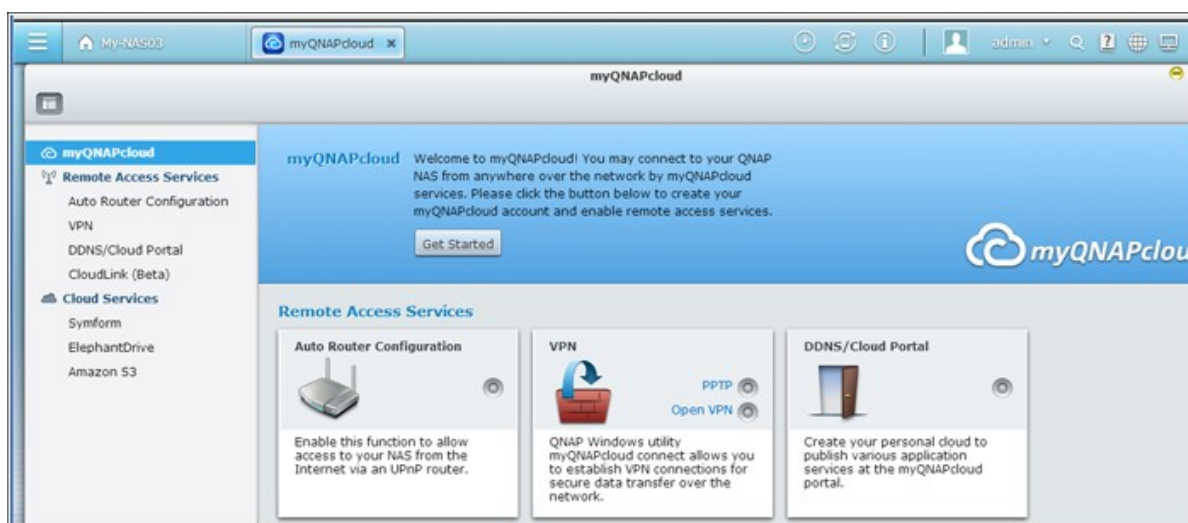 My-NAS03
myQNAPcloud
admin
myQNAPcloud
myQNAPcloud
Remote Access Services
Auto Router Configuration
VPN
DDNS/Cloud Portal
CloudLink (Beta)
Cloud Services
Symform
ElephantDrive
Amazon S3
myQNAPcloud
Welcome to myQNAPcloud! You may connect to your QNAP
NAS from anywhere over the network by myQNAPcloud
services. Please click the button below to create your
myQNAPcloud account and enable remote access services.
Get Started
myQNAPclou
Remote Access Services
Auto Router Configuration
Enable this function to allow
access to your NAS from the
Internet via an UPnP router.
VPN
PPTP
Open VPN
QNAP Windows utility
myQNAPcloud connect allows you
to establish VPN connections for
secure data transfer over the
network.
DDNS/Cloud Portal
Create your personal cloud to
publish various application
services at the myQNAPcloud
portal.